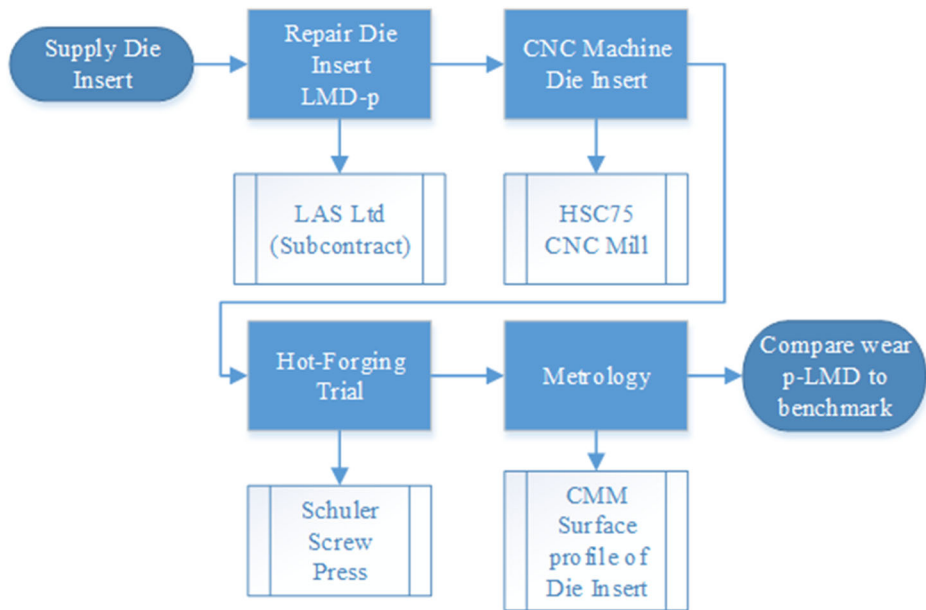 Supply Die
Insert
Repair Die
Insert
LMD-p
CNC Machine
Die Insert
LAS Ltd
(Subcontract)
HSC75
CNC Mill
Hot-Forging
Trial
Metrology
Compare wear
p-LMD to
benchmark
Schuler
Screw
Press
CMM
Surface
profile of
Die Insert